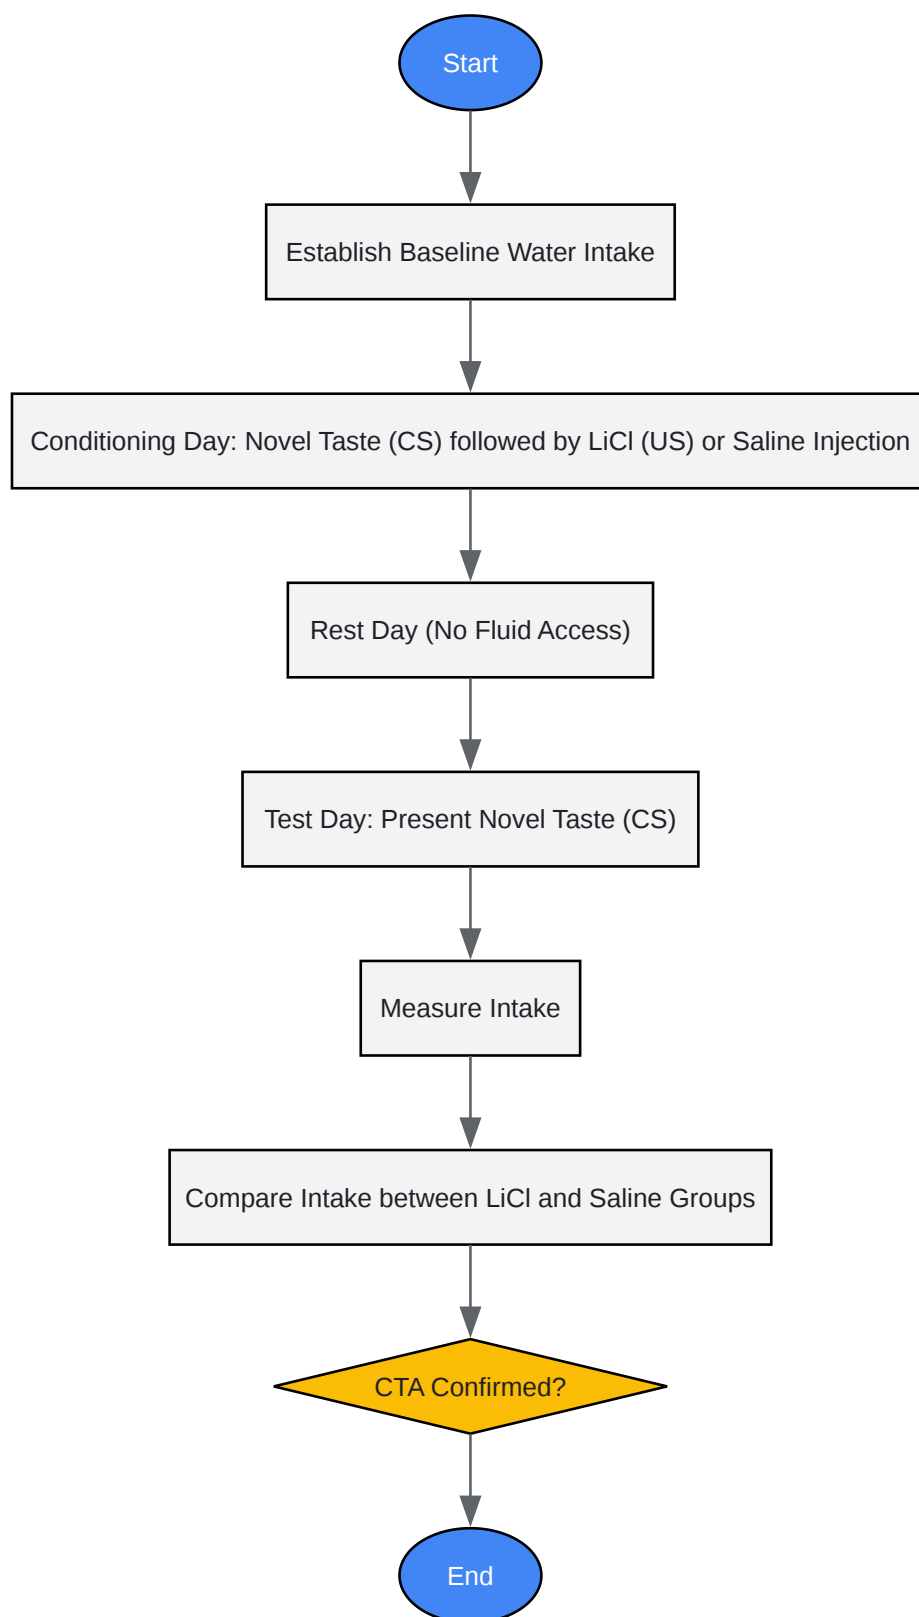 Start
Establish Baseline Water Intake
Conditioning Day: Novel Taste (CS) followed by LiCl (US) or Saline Injection
Rest Day (No Fluid Access)
Test Day: Present Novel Taste (CS)
Measure Intake
Compare Intake between LiCl and Saline Groups
CTA Confirmed?
End